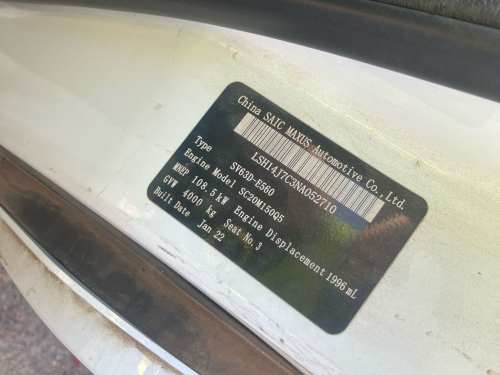 China SAIC MAXUS Automotive Co., Ltd.
LSH14J7C3NA052710
Type SV63D-E560
Engine Model SC20M150Q5
MNEP 108.5 kW Engine Displacement 1996 mL
GVW 4000 kg Seat No. 3
Built Date Jan 22